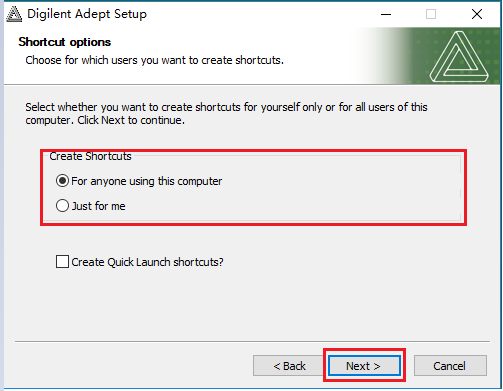 Digilent Adept Setup
Shortcut options
Choose for which users you want to create shortcuts.
Select whether you want to create shortcuts for yourself only or for all users of this
computer. Click Next to continue.
Create Shortcuts
For anyone using this computer
Just for me
Create Quick Launch shortcuts?
< Back
Next >
Cancel